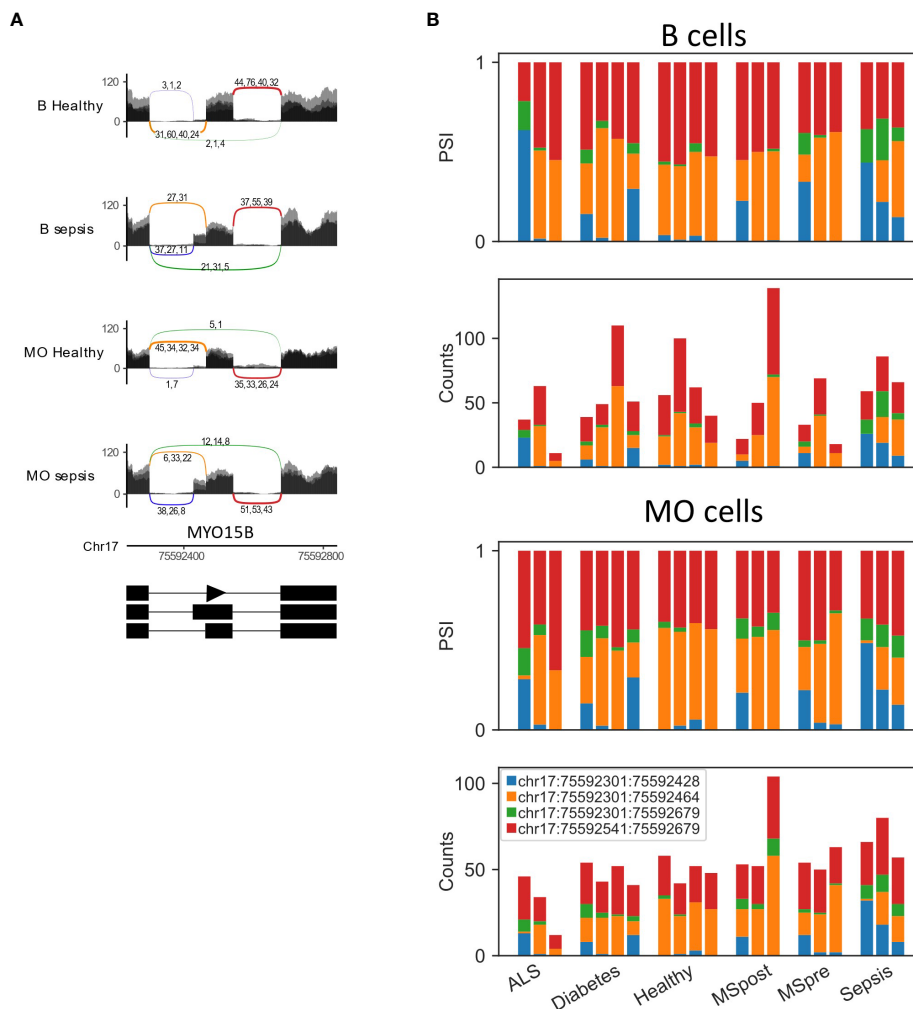 A
B Healthy
120
0
3,1,2
44,76,40,32
31,60,40,24
2,1,4
B sepsis
120
0
27,31
37,55,39
37,27,11
21,31,5
MO Healthy
120
0
5,1
45,34,32,34
1,7
35,33,26,24
MO sepsis
120
0
12,14,8
6,33,22
38,26,8
51,53,43
MYO15B
Chr17
75592400
75592800
B
B cells
1
PSI
0
100
Counts
50
0
MO cells
1
PSI
0
100
Counts
50
0
chr17:75592301:75592428
chr17:75592301:75592464
chr17:75592301:75592679
chr17:75592541:75592679
ALS
Diabetes
Healthy
MSpost
MSpre
Sepsis